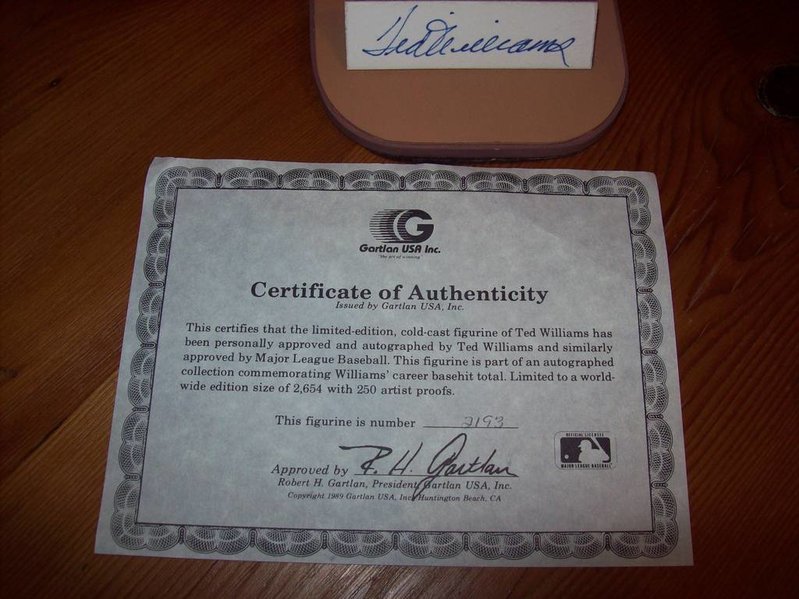 Ted Williams
G
Gartlan USA Inc.
"the art of winning"
Certificate of Authenticity
Issued by Gartlan USA, Inc.
This certifies that the limited-edition, cold-cast figurine of Ted Williams has
been personally approved and autographed by Ted Williams and similarly
approved by Major League Baseball. This figurine is part of an autographed
collection commemorating Williams' career basehit total. Limited to a world-
wide edition size of 2,654 with 250 artist proofs.
This figurine is number 2193
OFFICIAL LICENSEE
MAJOR LEAGUE BASEBALL
Approved by R. H. Gartlan
Robert H. Gartlan, President, Gartlan USA, Inc.
Copyright 1989 Gartlan USA, Inc. Huntington Beach, CA